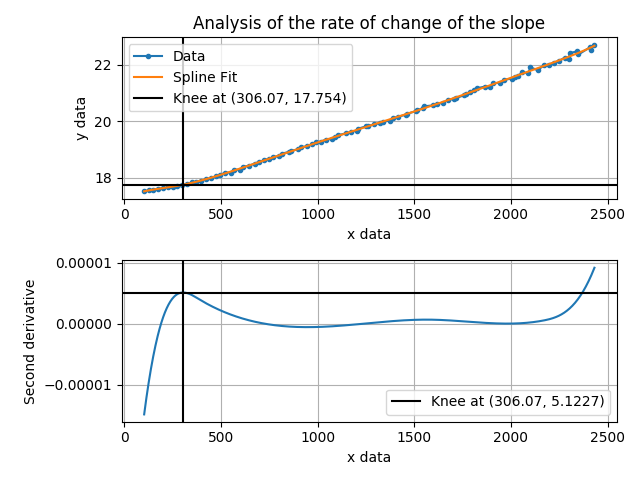 Analysis of the rate of change of the slope
Data
Spline Fit
Knee at (306.07, 17.754)
22
20
18
y data
0 500 1000 1500 2000 2500
x data
0.00001
0.00000
−0.00001
Second derivative
Knee at (306.07, 5.1227)
0 500 1000 1500 2000 2500
x data